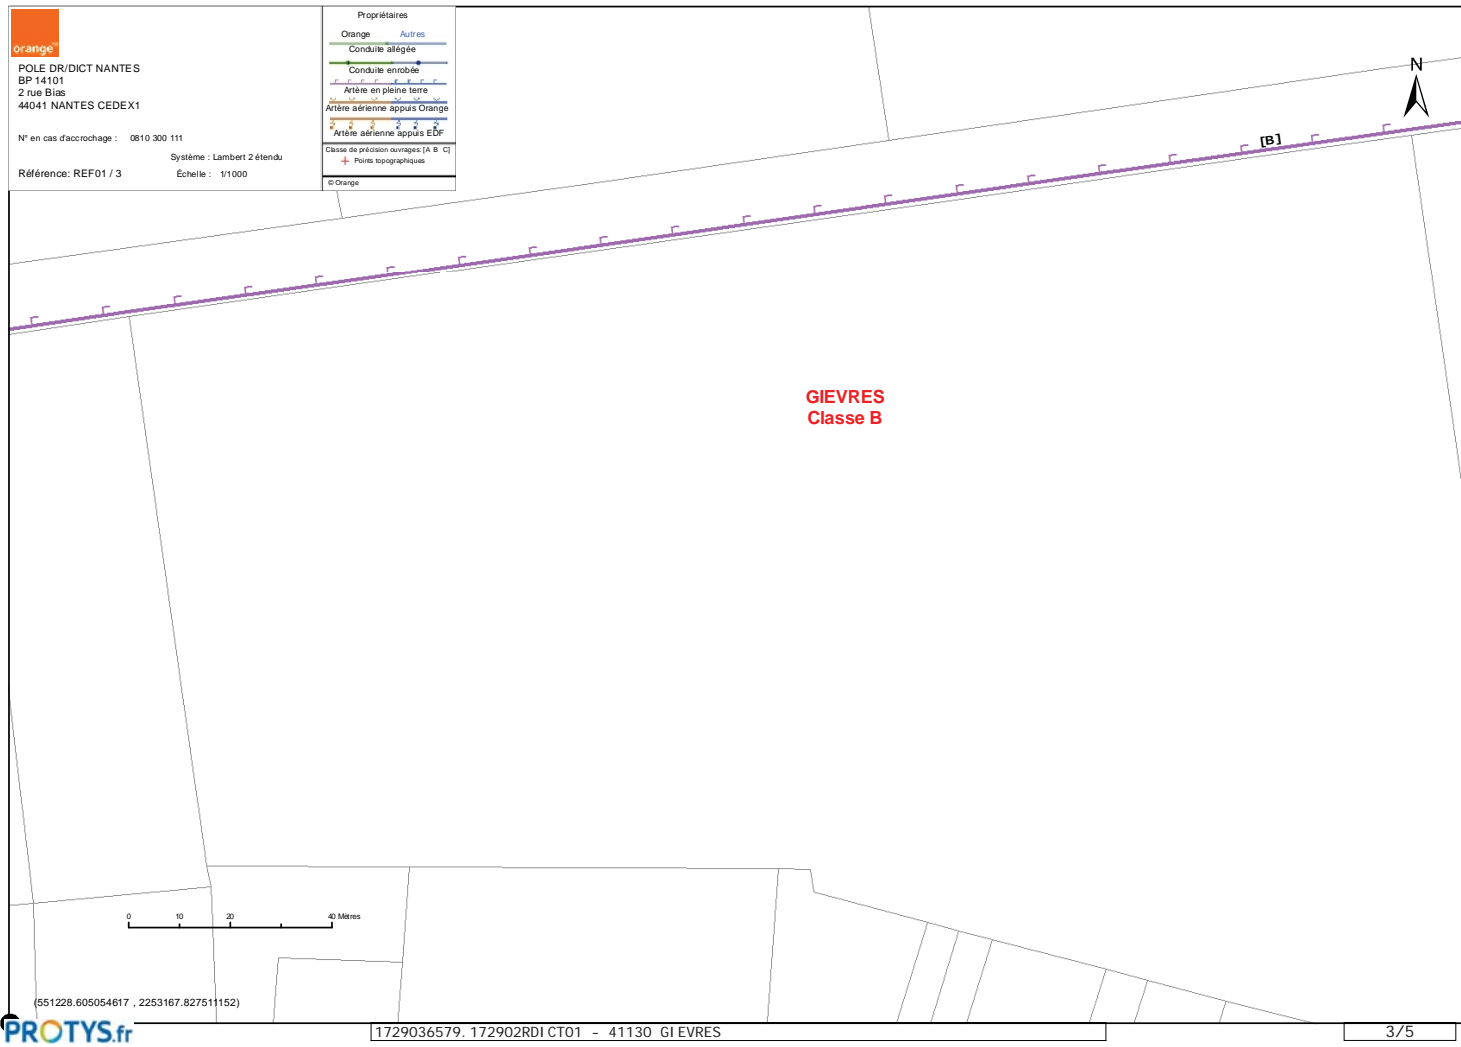 orange™
POLE DR/DICT NANTES
BP 14101
2 rue Bias
44041 NANTES CEDEX1
N° en cas d'accrochage : 0810 300 111
Système : Lambert 2 étendu
Référence: REF01 / 3
Échelle : 1/1000
Propriétaires
Orange Autres
Conduite allégée
Conduite enrobée
Artère en pleine terre
Artère aérienne appuis Orange
Artère aérienne appuis EDF
Classe de précision ouvrages: [A B C]
Points topographiques
© Orange
N
[B]
GIEVRES
Classe B
0 10 20 40 Mètres
(551228.605054617 , 2253167.827511152)
PROTYS.fr
1729036579. 172902RDICT01 - 41130 GIEVRES
3/5